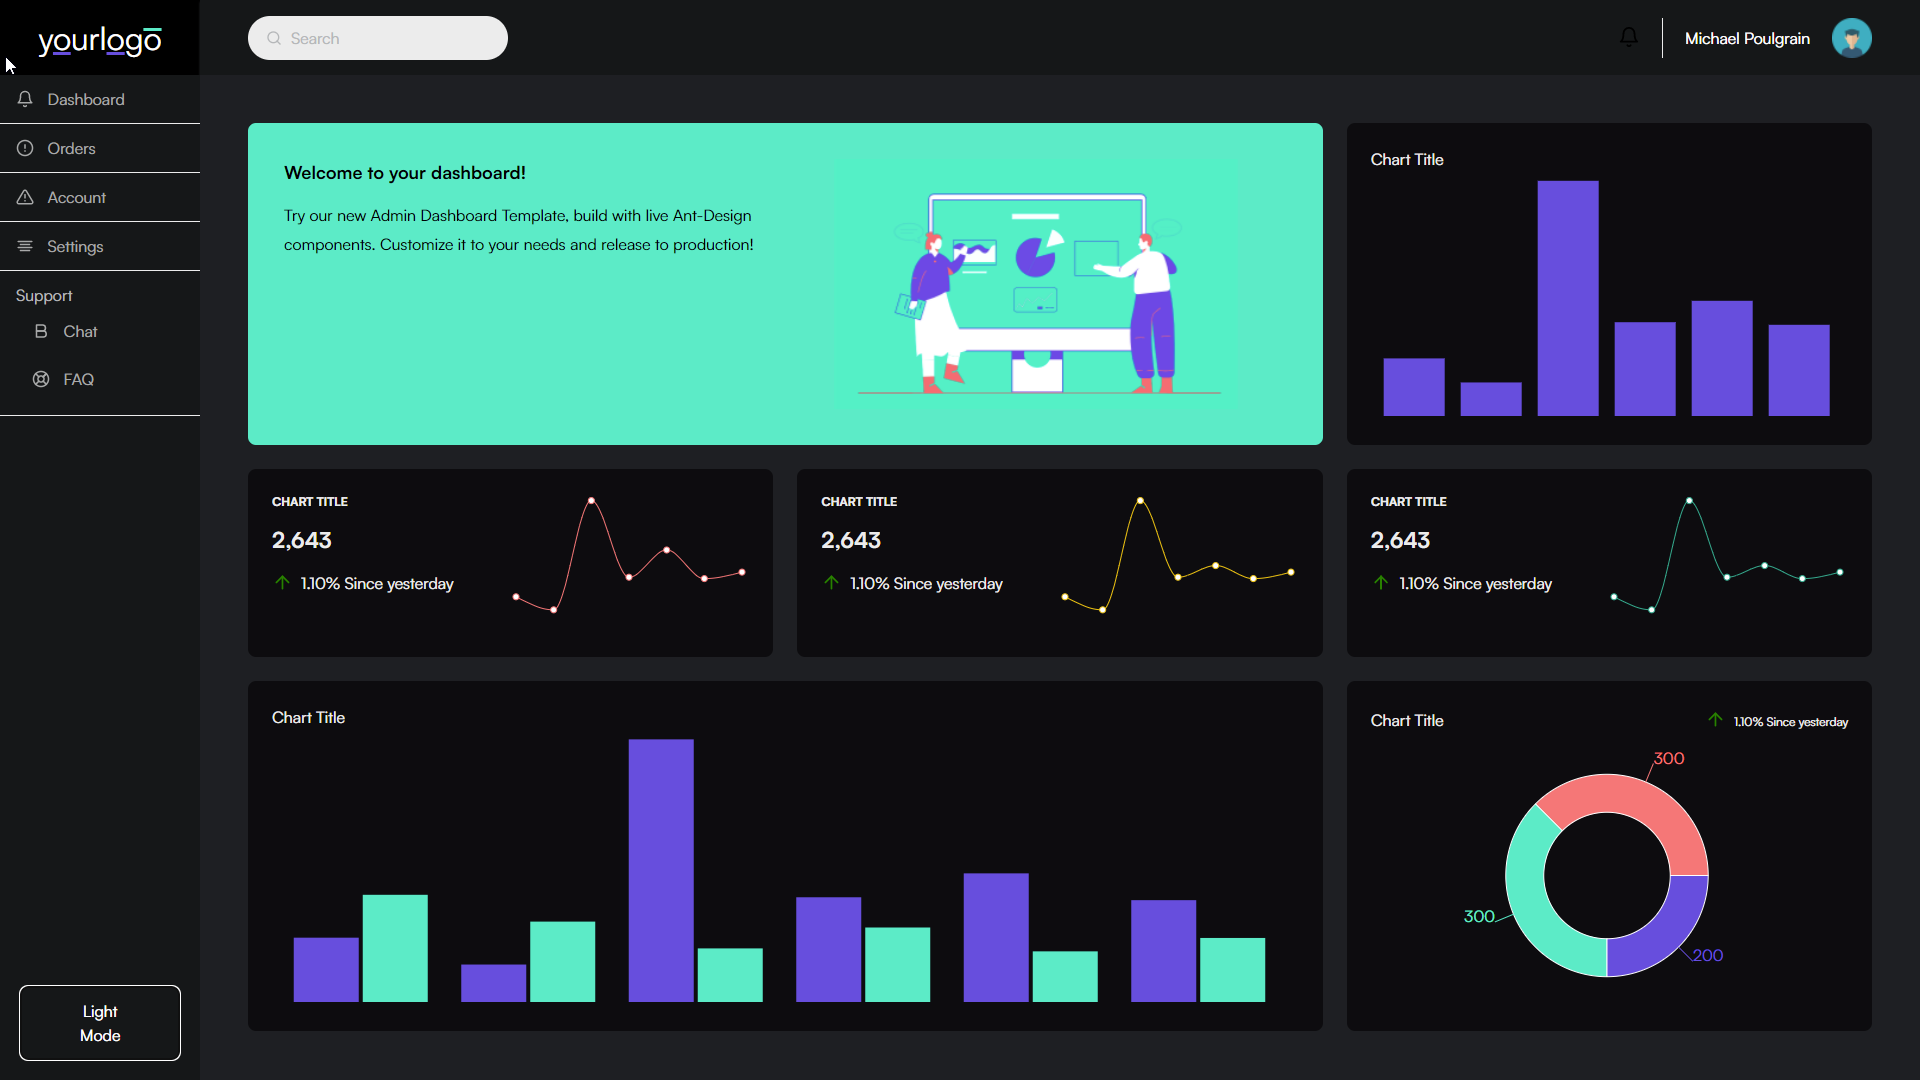 yourlogo
Search
Michael Poulgrain
Dashboard
Orders
Account
Settings
Support
Chat
FAQ
Light
Mode
Welcome to your dashboard!
Try our new Admin Dashboard Template, build with live Ant-Design
components. Customize it to your needs and release to production!
Chart Title
CHART TITLE
2,643
1.10% Since yesterday
CHART TITLE
2,643
1.10% Since yesterday
CHART TITLE
2,643
1.10% Since yesterday
Chart Title
Chart Title
1.10% Since yesterday
300
300
200